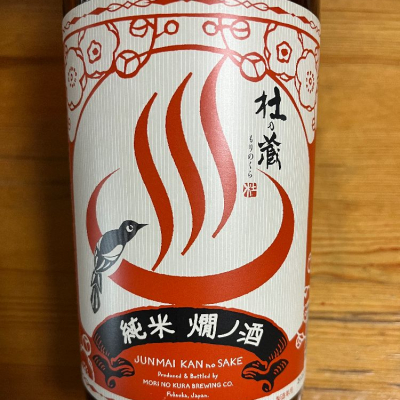 杜の蔵
もりのくら
杜
純米 燗ノ酒
JUNMAI KAN no SAKE
Produced & Bottled by
MORI NO KURA BREWING CO.
Fukuoka, Japan.